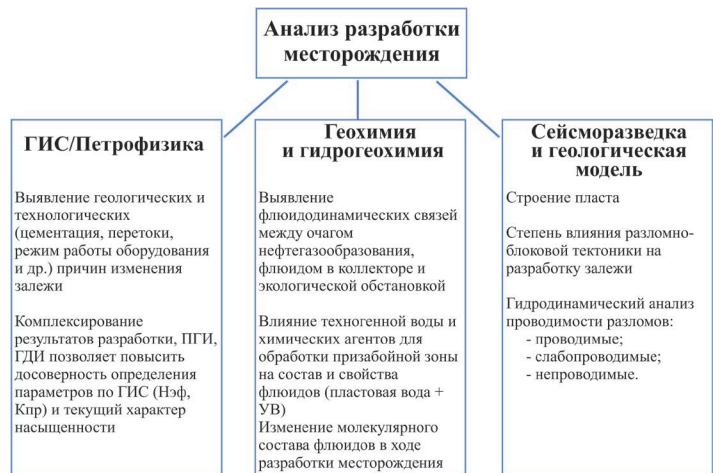 Анализ разработки
месторождения
ГИС/Петрофизика
Выявление геологических и
технологических
(цементация, перетоки,
режим работы оборудования
и др.) причин изменения
залежи
Комплексирование
результатов разработки, ПГИ,
ГДИ позволяет повысить
досоверность определения
параметров по ГИС (Нэф,
Кпр) и текущий характер
насыщенности
Геохимия
и гидрогеохимия
Выявление
флюидодинамических связей
между очагом
нефтегазообразования,
флюидом в коллекторе и
экологической обстановкой
Влияние техногенной воды и
химических агентов для
обработки призабойной зоны
на состав и свойства
флюидов (пластовая вода +
УВ)
Изменение молекулярного
состава флюидов в ходе
разработки месторождения
Сейсморазведка
и геологическая
модель
Строение пласта
Степень влияния разломно-
блоковой тектоники на
разработку залежи
Гидродинамический анализ
проводимости разломов:
- проводимые;
- слабопроводимые;
- непроводимые.